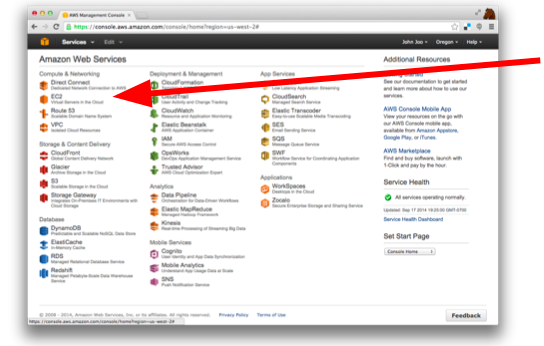 AWS Management Console
https://console.aws.amazon.com/console/home?region=us-west-2#
Services
Edit
John Joo
Oregon
Help
Amazon Web Services
Compute & Networking
Direct Connect
Dedicated Network Connection to AWS
EC2
Virtual Servers in the Cloud
Route 53
Scalable Domain Name System
VPC
Isolated Cloud Resources
Storage & Content Delivery
CloudFront
Global Content Delivery Network
Glacier
Archive Storage in the Cloud
S3
Scalable Storage in the Cloud
Storage Gateway
Integrates On-Premises IT Environments with
Cloud Storage
Database
DynamoDB
Predictable and Scalable NoSQL Data Store
ElastiCache
In-Memory Cache
RDS
Managed Relational Database Service
Redshift
Managed Petabyte-Scale Data Warehouse
Service
Deployment & Management
CloudFormation
CloudTrail
User Activity and Change Tracking
CloudWatch
Resource and Application Monitoring
Elastic Beanstalk
AWS Application Container
IAM
Secure AWS Access Control
OpsWorks
DevOps Application Management Service
Trusted Advisor
AWS Cloud Optimization Expert
Analytics
Data Pipeline
Orchestration for Data-Driven Workflows
Elastic MapReduce
Managed Hadoop Framework
Kinesis
Real-time Processing of Streaming Big Data
Mobile Services
Cognito
User Identity and App Data Synchronization
Mobile Analytics
Understand App Usage Data at Scale
SNS
Push Notification Service
App Services
Low Latency Application Streaming
CloudSearch
Managed Search Service
Elastic Transcoder
Easy-to-use Scalable Media Transcoding
SES
Email Sending Service
SQS
Message Queue Service
SWF
Workflow Service for Coordinating Application
Components
Applications
WorkSpaces
Desktops in the Cloud
Zocalo
Secure Enterprise Storage and Sharing Service
Additional Resources
See our documentation to get started
and learn more about how to use our
services.
AWS Console Mobile App
View your resources on the go with
our AWS Console mobile app,
available from Amazon Appstore,
Google Play, or iTunes.
AWS Marketplace
Find and buy software, launch with
1-Click and pay by the hour.
Service Health
All services operating normally.
Updated: Sep 17 2014 19:25:00 GMT-0700
Service Health Dashboard
Set Start Page
Console Home
© 2008 - 2014, Amazon Web Services, Inc. or its affiliates. All rights reserved.
Privacy Policy
Terms of Use
Feedback
https://console.aws.amazon.com/console/home?region=us-west-2#